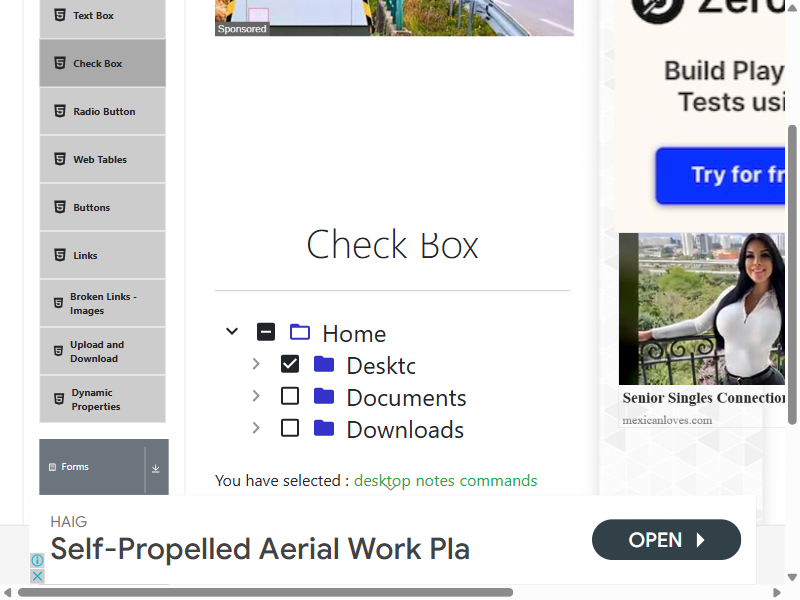 Text Box
Check Box
Radio Button
Web Tables
Buttons
Links
Broken Links -
Images
Upload and
Download
Dynamic
Properties
Forms
Sponsored
Check Box
Home
Desktc
Documents
Downloads
You have selected : desktop notes commands
Zero
Build Play
Tests usi
Try for fr
Senior Singles Connection
mexicanloves.com
HAIG
Self-Propelled Aerial Work Pla
OPEN